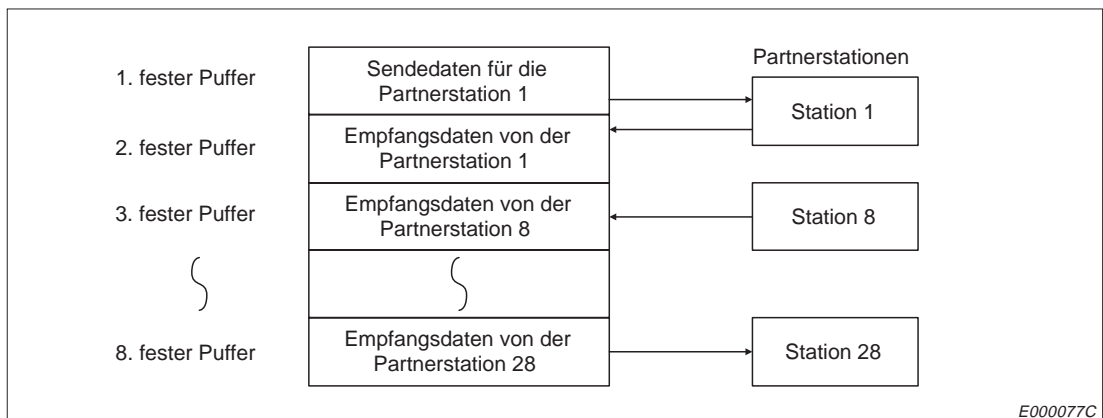 Partnerstationen
1. fester Puffer
Sendedaten für die
Partnerstation 1
Station 1
2. fester Puffer
Empfangsdaten von der
Partnerstation 1
3. fester Puffer
Empfangsdaten von der
Partnerstation 8
Station 8
8. fester Puffer
Empfangsdaten von der
Partnerstation 28
Station 28
E000077C